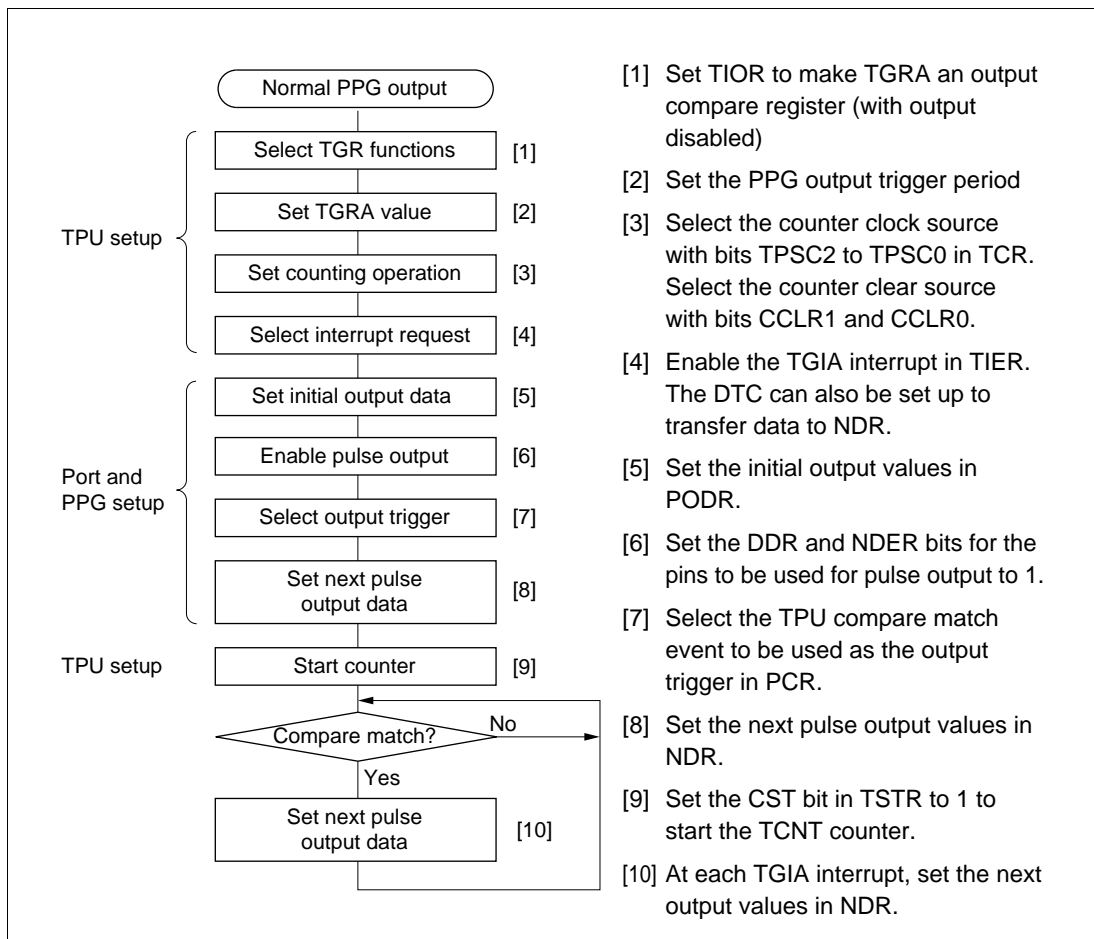 Normal PPG output
TPU setup
Select TGR functions [1]
Set TGRA value [2]
Set counting operation [3]
Select interrupt request [4]
Port and
PPG setup
Set initial output data [5]
Enable pulse output [6]
Select output trigger [7]
Set next pulse
output data
[8]
TPU setup
Start counter [9]
Compare match?
No
Yes
Set next pulse
output data
[10]
[1] Set TIOR to make TGRA an output
compare register (with output
disabled)
[2] Set the PPG output trigger period
[3] Select the counter clock source
with bits TPSC2 to TPSC0 in TCR.
Select the counter clear source
with bits CCLR1 and CCLR0.
[4] Enable the TGIA interrupt in TIER.
The DTC can also be set up to
transfer data to NDR.
[5] Set the initial output values in
PODR.
[6] Set the DDR and NDER bits for the
pins to be used for pulse output to 1.
[7] Select the TPU compare match
event to be used as the output
trigger in PCR.
[8] Set the next pulse output values in
NDR.
[9] Set the CST bit in TSTR to 1 to
start the TCNT counter.
[10] At each TGIA interrupt, set the next
output values in NDR.